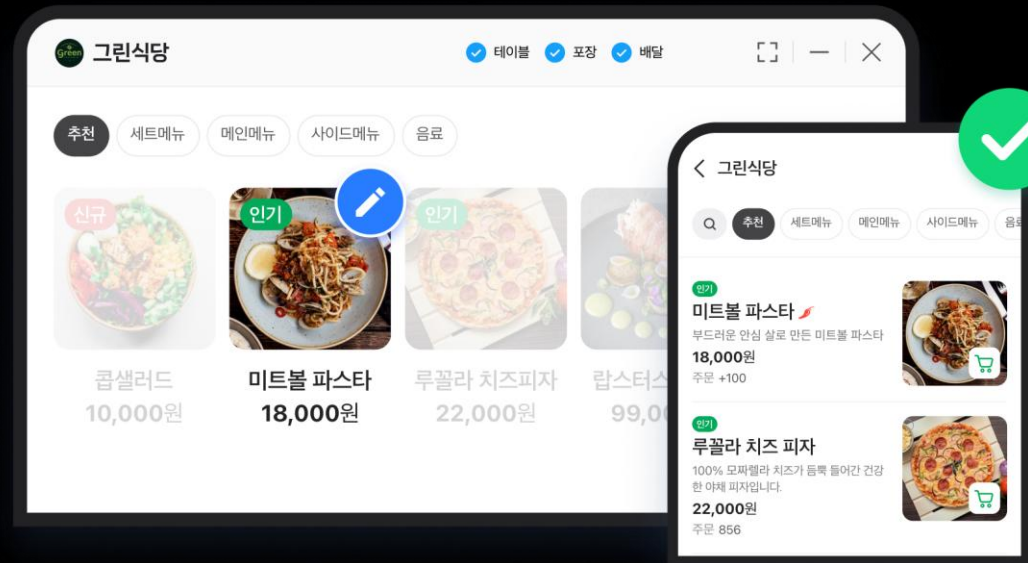 Green
그린식당
테이블 포장 배달
추천 세트메뉴 메인메뉴 사이드메뉴 음료
신규 인기 인기
콥샐러드 미트볼 파스타 루꼴라 치즈피자 랍스터스
10,000원 18,000원 22,000원 99,00
그린식당
추천 세트메뉴 메인메뉴 사이드메뉴
인기
미트볼 파스타
부드러운 안심 살로 만든 미트볼 파스타
18,000원
주문 +100
인기
루꼴라 치즈 피자
100% 모짜렐라 치즈가 듬뿍 들어간 건강
한 야채 피자입니다.
22,000원
주문 856